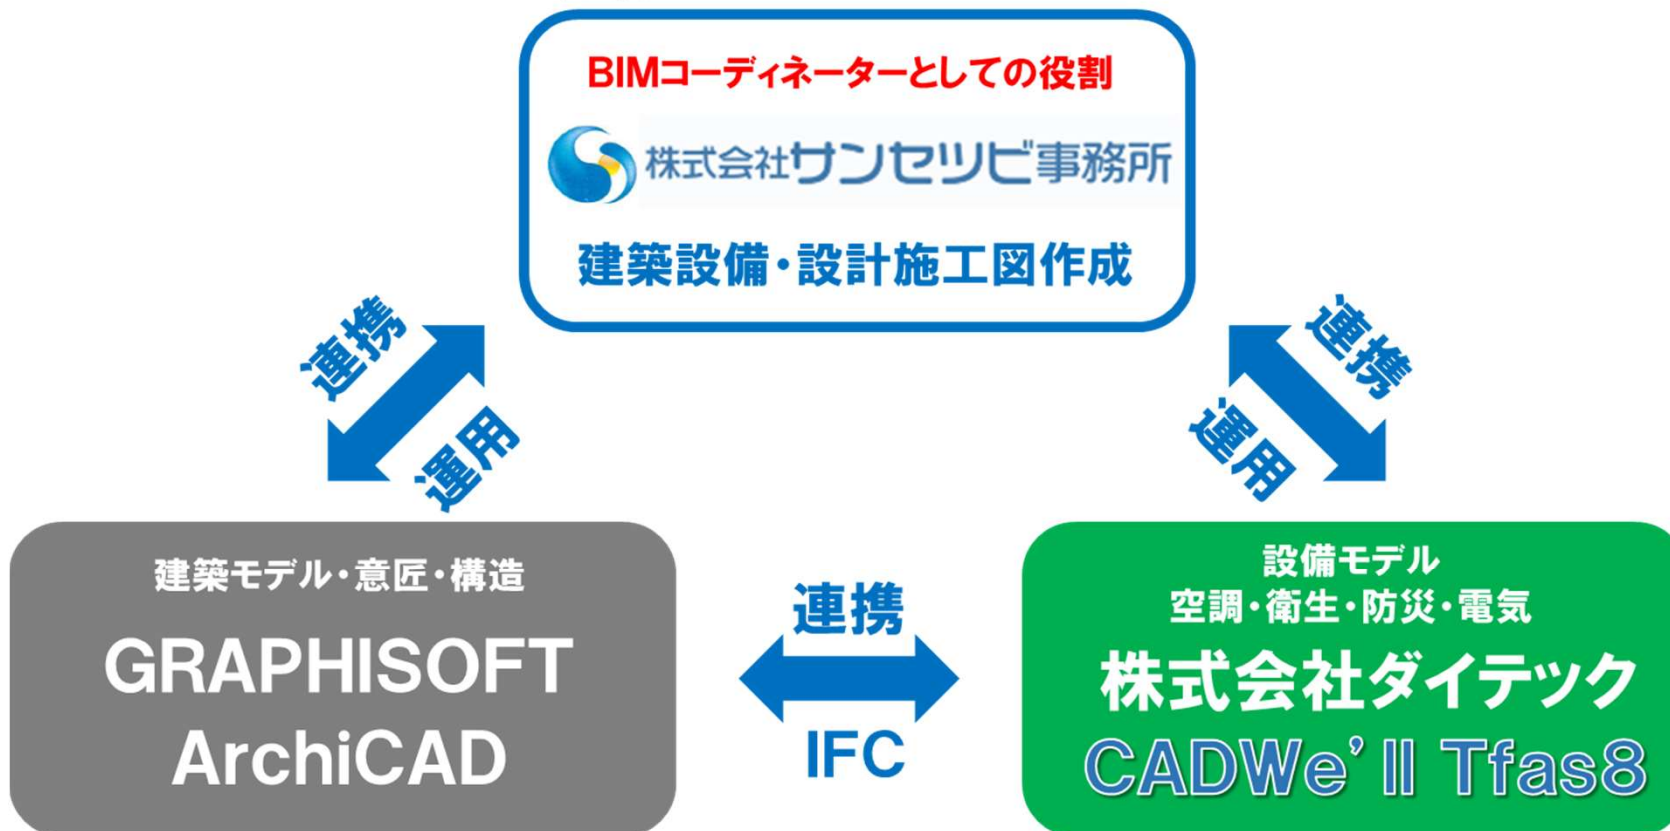 BIMコーディネーターとしての役割
株式会社サンセツビ事務所
建築設備・設計施工図作成
連携
運用
連携
運用
建築モデル・意匠・構造
GRAPHISOFT
ArchiCAD
連携
IFC
設備モデル
空調・衛生・防災・電気
株式会社ダイテック
CADWe'll Tfas8